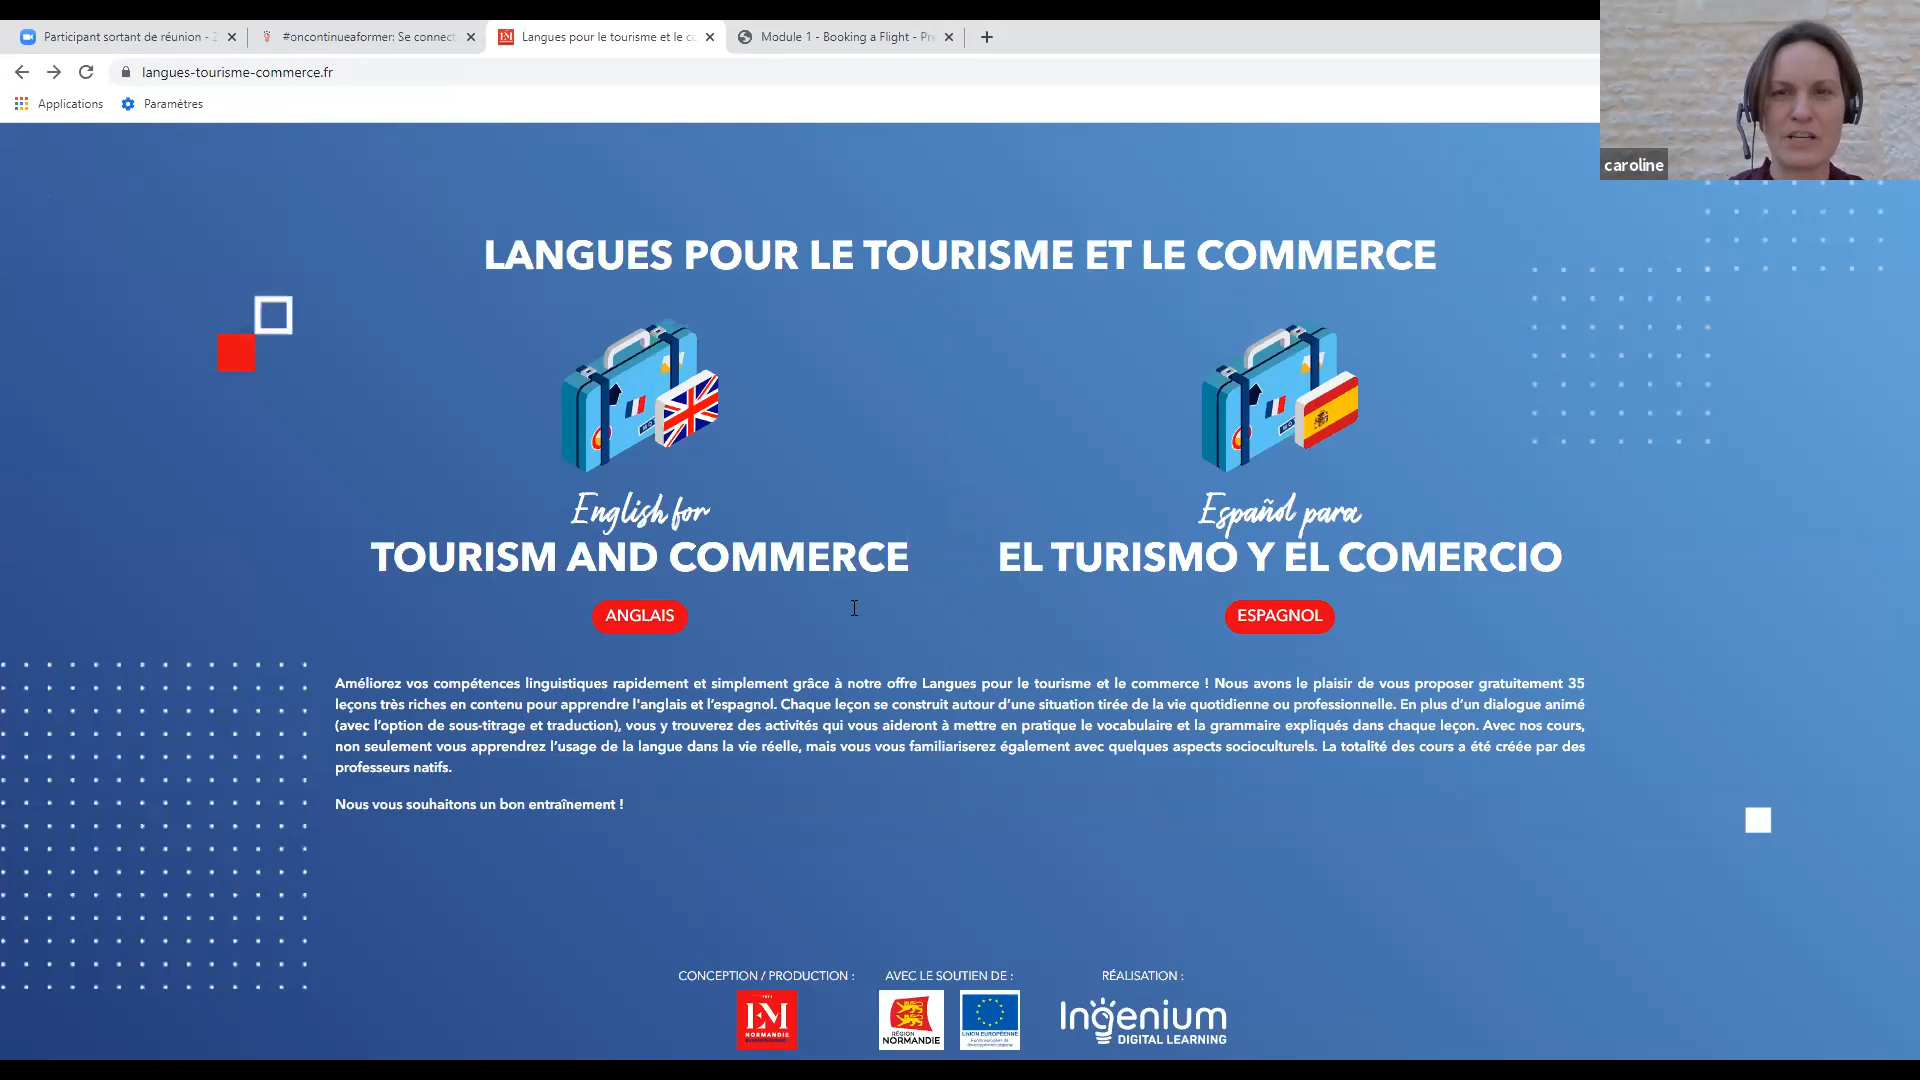 Participant sortant de réunion - 2
#oncontinueaformer: Se connect
Langues pour le tourisme et le co
Module 1 - Booking a Flight - Pr
langues-tourisme-commerce.fr
Applications
Paramètres
caroline
LANGUES POUR LE TOURISME ET LE COMMERCE
English for
TOURISM AND COMMERCE
ANGLAIS
Español para
EL TURISMO Y EL COMERCIO
ESPAGNOL
Améliorez vos compétences linguistiques rapidement et simplement grâce à notre offre Langues pour le tourisme et le commerce ! Nous avons le plaisir de vous proposer gratuitement 35
leçons très riches en contenu pour apprendre l'anglais et l'espagnol. Chaque leçon se construit autour d'une situation tirée de la vie quotidienne ou professionnelle. En plus d'un dialogue animé
(avec l'option de sous-titrage et traduction), vous y trouverez des activités qui vous aideront à mettre en pratique le vocabulaire et la grammaire expliqués dans chaque leçon. Avec nos cours,
non seulement vous apprendrez l'usage de la langue dans la vie réelle, mais vous vous familiariserez également avec quelques aspects socioculturels. La totalité des cours a été créée par des
professeurs natifs.
Nous vous souhaitons un bon entraînement !
CONCEPTION / PRODUCTION :
AVEC LE SOUTIEN DE :
RÉALISATION :
EM
NORMANDIE
RÉGION
NORMANDIE
UNION EUROPÉENNE
Ingenium
DIGITAL LEARNING